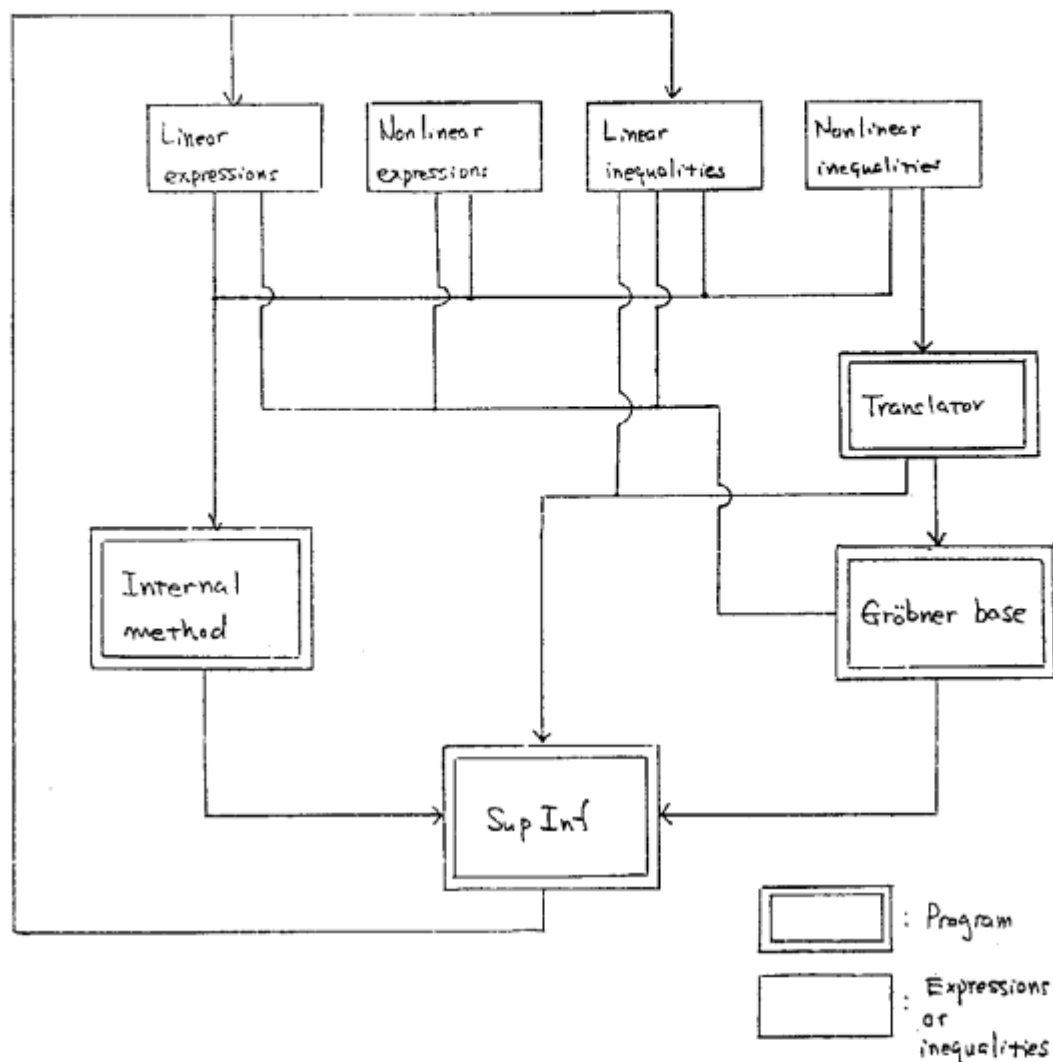 Linear
expressions
Nonlinear
expressions
Linear
inequalities
Nonlinear
inequalities
Translator
Internal
method
Gröbner base
Sup Inf
: Program
: Expressions
or
inequalities